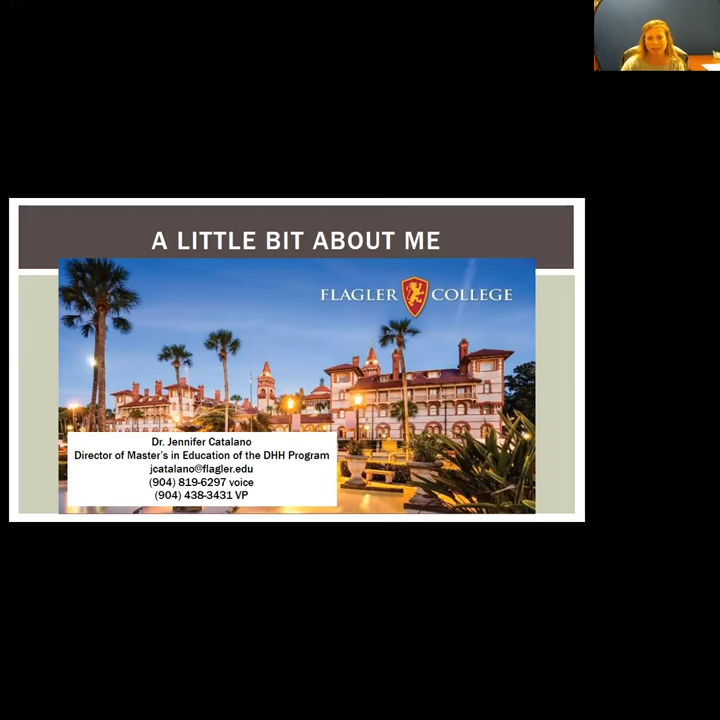 A LITTLE BIT ABOUT ME
FLAGLER COLLEGE
Dr. Jennifer Catalano
Director of Master's in Education of the DHH Program
jcatalano@flagler.edu
(904) 819-6297 voice
(904) 438-3431 VP